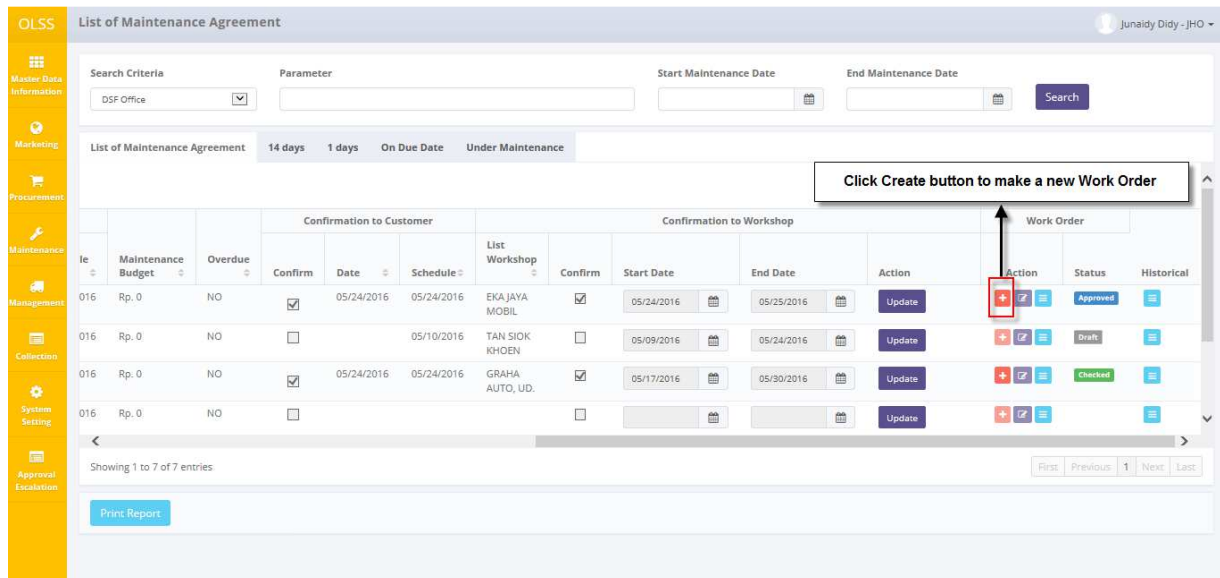 OLSS
List of Maintenance Agreement
Junaidy Didy - JHO
Master Data
Information
Marketing
Procurement
Maintenance
Management
Collection
System
Setting
Approval
Escalation
Search Criteria
Parameter
Start Maintenance Date
End Maintenance Date
DSF Office
Search
List of Maintenance Agreement 14 days 1 days On Due Date Under Maintenance
Click Create button to make a new Work Order
Confirmation to Customer Confirmation to Workshop Work Order
le Maintenance Budget Overdue Confirm Date Schedule List Workshop Confirm Start Date End Date Action Action Status Historical
016 Rp. 0 NO 05/24/2016 05/24/2016 EKA JAYA MOBIL 05/24/2016 05/25/2016 Update Approved
016 Rp. 0 NO 05/10/2016 TAN SIOK KHOEN 05/09/2016 05/24/2016 Update Draft
016 Rp. 0 NO 05/24/2016 05/24/2016 GRAHA AUTO, UD. 05/17/2016 05/30/2016 Update Checked
016 Rp. 0 NO Update
Showing 1 to 7 of 7 entries
First Previous 1 Next Last
Print Report